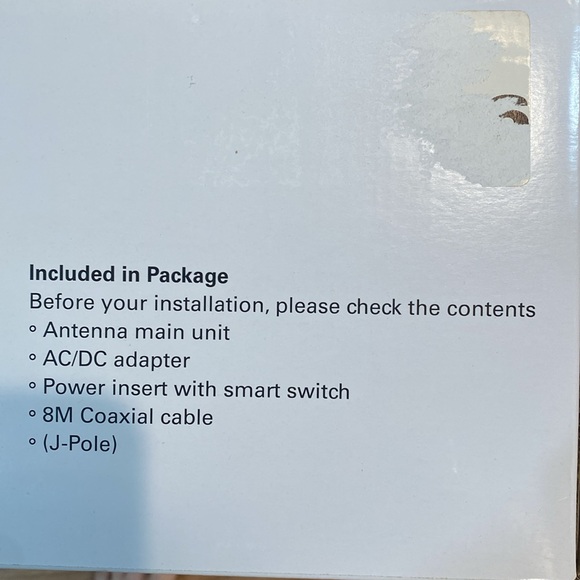 Included in Package
Before your installation, please check the contents
° Antenna main unit
° AC/DC adapter
° Power insert with smart switch
° 8M Coaxial cable
° (J-Pole)